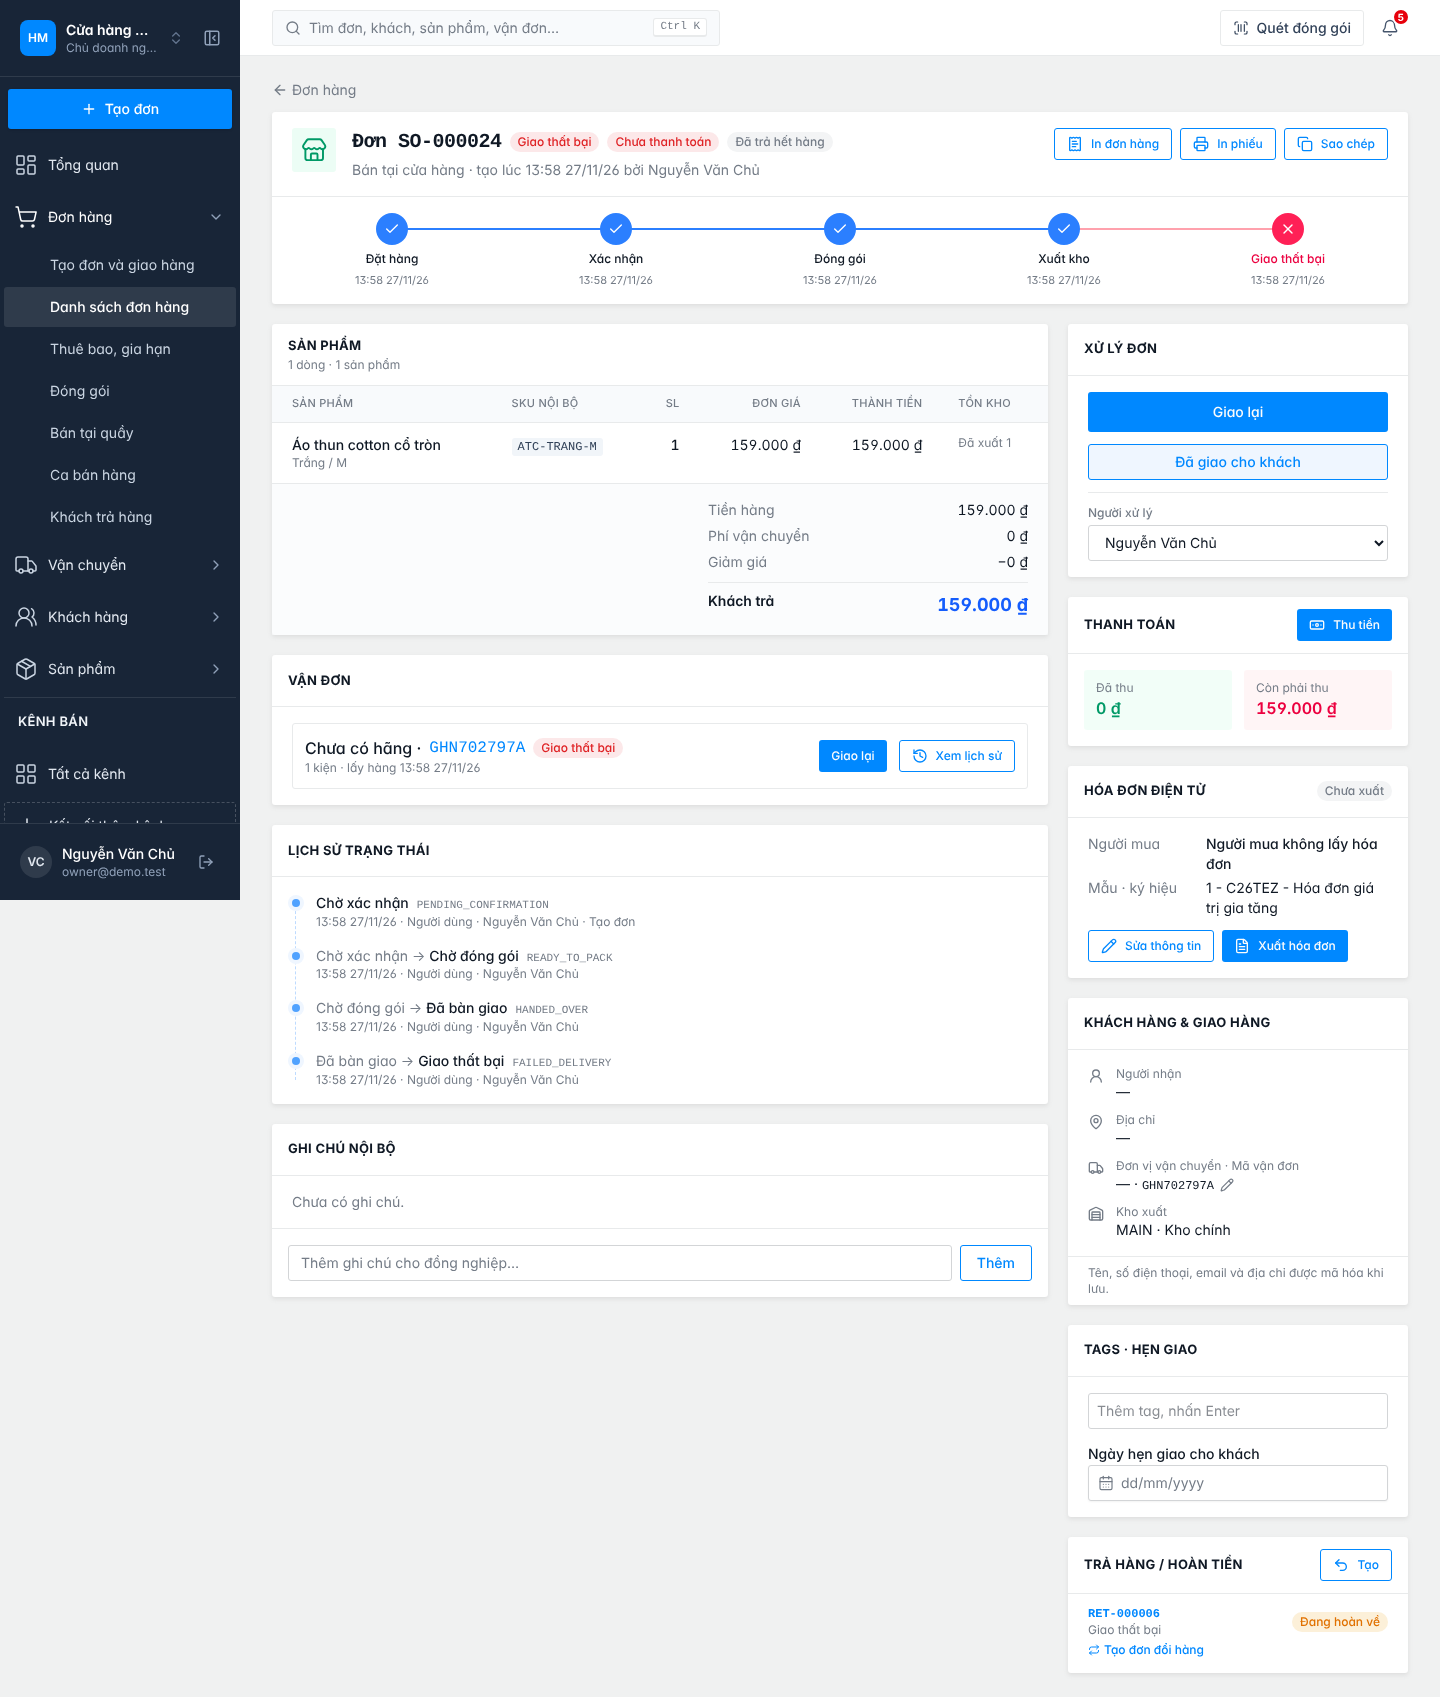 HM
Cửa hàng ...
Chủ doanh ng...
Tạo đơn
Tổng quan
Đơn hàng
Tạo đơn và giao hàng
Danh sách đơn hàng
Thuê bao, gia hạn
Đóng gói
Bán tại quầy
Ca bán hàng
Khách trả hàng
Vận chuyển
Khách hàng
Sản phẩm
KÊNH BÁN
Tất cả kênh
VC
Nguyễn Văn Chủ
owner@demo.test
Tìm đơn, khách, sản phẩm, vận đơn...
Ctrl K
Quét đóng gói
5
Đơn hàng
Đơn SO-000024 Giao thất bại Chưa thanh toán Đã trả hết hàng
Bán tại cửa hàng · tạo lúc 13:58 27/11/26 bởi Nguyễn Văn Chủ
In đơn hàng
In phiếu
Sao chép
Đặt hàng
13:58 27/11/26
Xác nhận
13:58 27/11/26
Đóng gói
13:58 27/11/26
Xuất kho
13:58 27/11/26
Giao thất bại
13:58 27/11/26
SẢN PHẨM
1 dòng · 1 sản phẩm
SẢN PHẨM SKU NỘI BỘ SL ĐƠN GIÁ THÀNH TIỀN TỒN KHO
Áo thun cotton cổ tròn ATC-TRANG-M 1 159.000 ₫ 159.000 ₫ Đã xuất 1
Trắng / M
Tiền hàng 159.000 ₫
Phí vận chuyển 0 ₫
Giảm giá −0 ₫
Khách trả 159.000 ₫
VẬN ĐƠN
Chưa có hãng · GHN702797A Giao thất bại
1 kiện · lấy hàng 13:58 27/11/26
Giao lại
Xem lịch sử
LỊCH SỬ TRẠNG THÁI
Chờ xác nhận PENDING_CONFIRMATION
13:58 27/11/26 · Người dùng · Nguyễn Văn Chủ · Tạo đơn
Chờ xác nhận → Chờ đóng gói READY_TO_PACK
13:58 27/11/26 · Người dùng · Nguyễn Văn Chủ
Chờ đóng gói → Đã bàn giao HANDED_OVER
13:58 27/11/26 · Người dùng · Nguyễn Văn Chủ
Đã bàn giao → Giao thất bại FAILED_DELIVERY
13:58 27/11/26 · Người dùng · Nguyễn Văn Chủ
GHI CHÚ NỘI BỘ
Chưa có ghi chú.
Thêm ghi chú cho đồng nghiệp...
Thêm
XỬ LÝ ĐƠN
Giao lại
Đã giao cho khách
Người xử lý
Nguyễn Văn Chủ
THANH TOÁN
Thu tiền
Đã thu
0 ₫
Còn phải thu
159.000 ₫
HÓA ĐƠN ĐIỆN TỬ
Chưa xuất
Người mua Người mua không lấy hóa
đơn
Mẫu · ký hiệu 1 - C26TEZ - Hóa đơn giá
trị gia tăng
Sửa thông tin
Xuất hóa đơn
KHÁCH HÀNG & GIAO HÀNG
Người nhận
—
Địa chỉ
—
Đơn vị vận chuyển · Mã vận đơn
— · GHN702797A
Kho xuất
MAIN · Kho chính
Tên, số điện thoại, email và địa chỉ được mã hóa khi
lưu.
TAGS · HẸN GIAO
Thêm tag, nhấn Enter
Ngày hẹn giao cho khách
dd/mm/yyyy
TRẢ HÀNG / HOÀN TIỀN
Tạo
RET-000006
Giao thất bại
Đang hoàn về
Tạo đơn đổi hàng